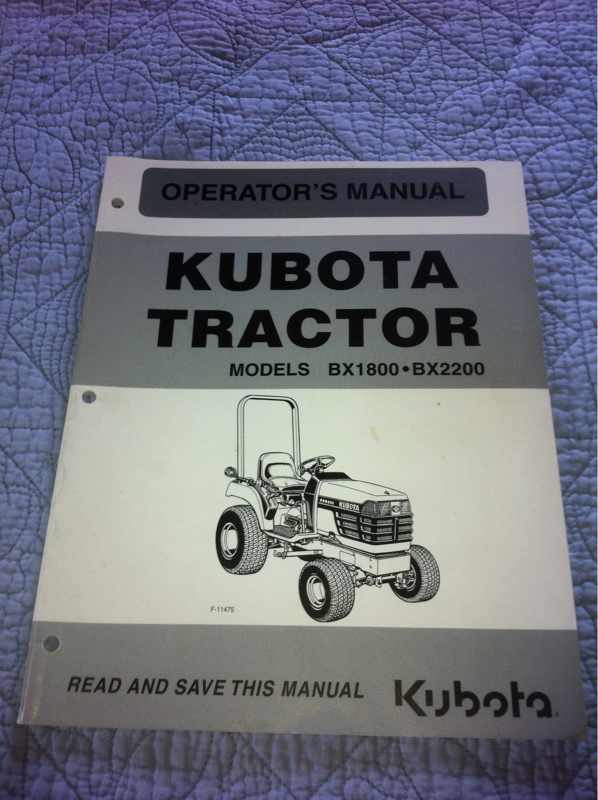 OPERATOR'S MANUAL
KUBOTA
TRACTOR
MODELS BX1800•BX2200
KUBOTA
F-11475
READ AND SAVE THIS MANUAL
Kubota